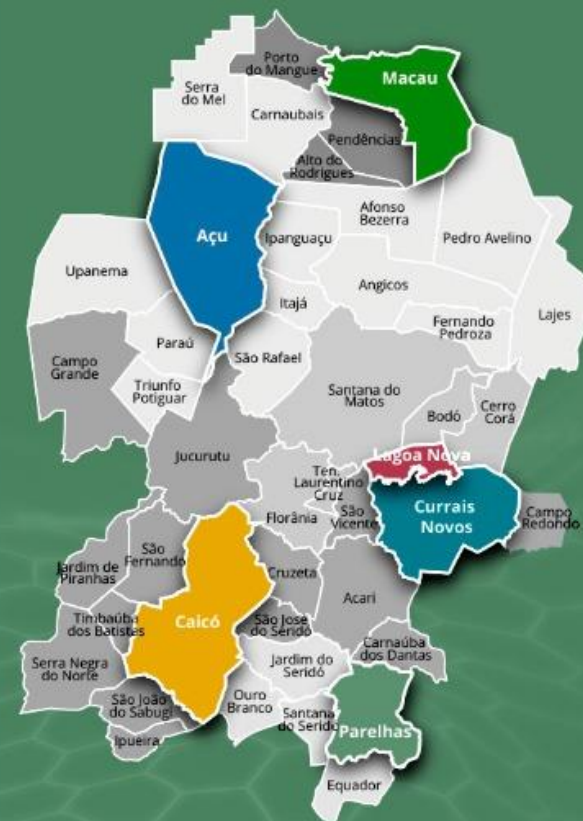 Porto
do Mangue
Macau
Serra
do Mel
Carnaubais
Pendências
Alto do
Rodrigues
Afonso
Bezerra
Açu
Ipanguaçu
Pedro Avelino
Upanema
Angicos
Itajá
Lajes
Fernando
Pedroza
Paraú
São Rafael
Campo
Grande
Triunfo
Potiguar
Santana do
Matos
Bodó
Cerro
Corá
Jucurutu
Lagoa Nova
Ten.
Laurentino
Cruz
Florânia
São
Vicente
Currais
Novos
Campo
Redondo
São
Fernando
Jardim de
Piranhas
Cruzeta
Acari
Timbaúba
dos Batistas
Caicó
São Jose
do Seridó
Carnaúba
dos Dantas
Serra Negra
do Norte
Jardim do
Seridó
São João
do Sabugi
Ouro
Branco
Santana
do Seridó
Parelhas
Ipueira
Equador